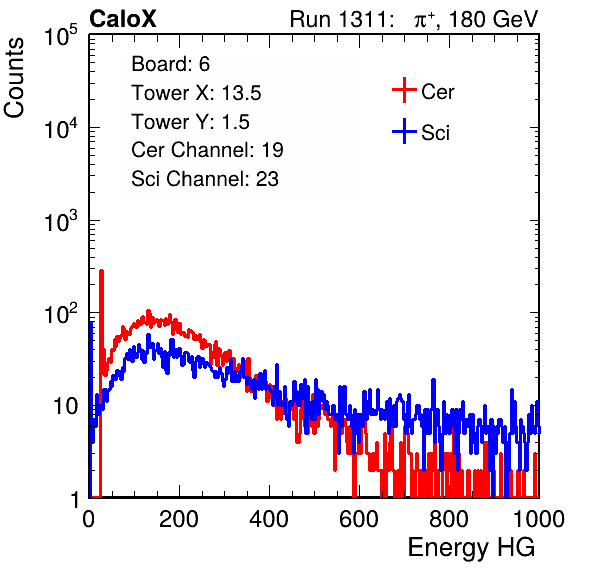 CaloX Run 1311: π⁺, 180 GeV
Counts
10⁵
10⁴
10³
10²
10
1
Board: 6
Tower X: 13.5
Tower Y: 1.5
Cer Channel: 19
Sci Channel: 23
Cer
Sci
0 200 400 600 800 1000
Energy HG